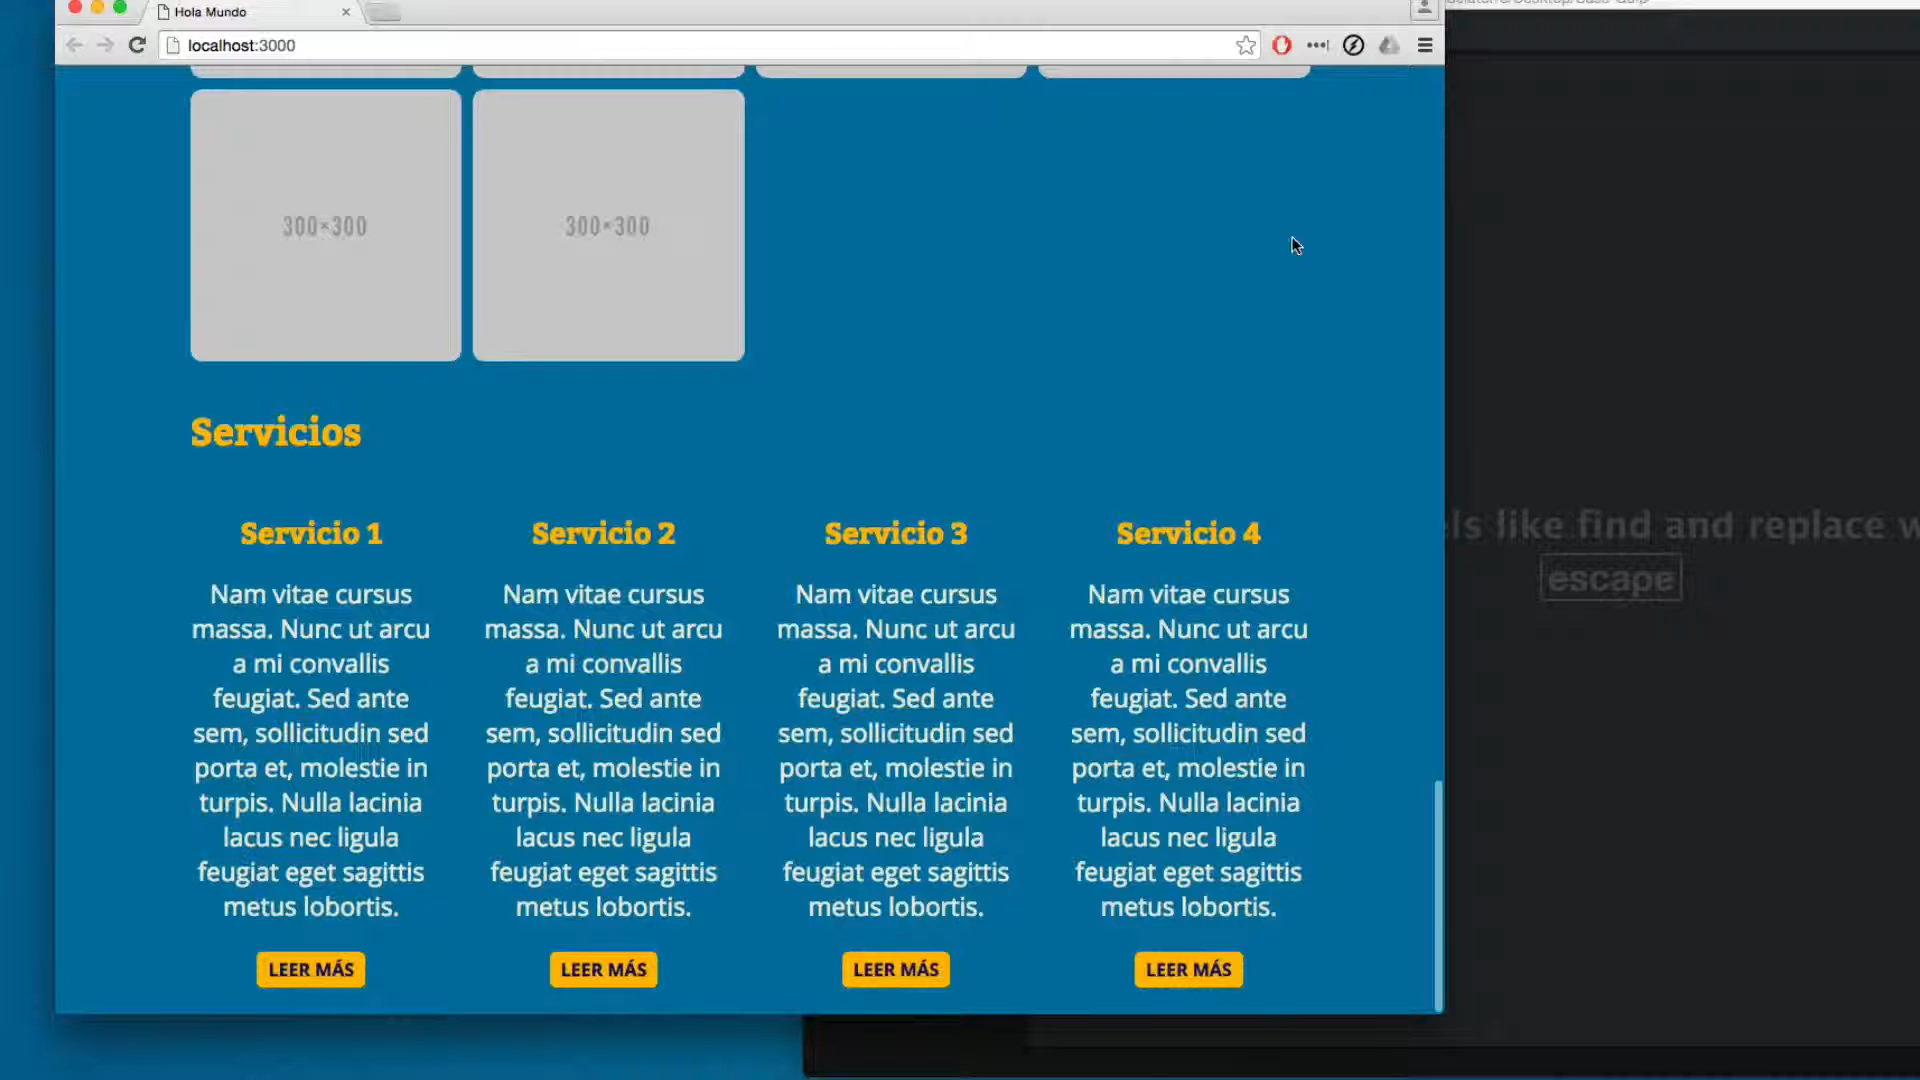 Hola Mundo
localhost:3000
300×300 300×300
Servicios
Servicio 1
Nam vitae cursus
massa. Nunc ut arcu
a mi convallis
feugiat. Sed ante
sem, sollicitudin sed
porta et, molestie in
turpis. Nulla lacinia
lacus nec ligula
feugiat eget sagittis
metus lobortis.
LEER MÁS
Servicio 2
Nam vitae cursus
massa. Nunc ut arcu
a mi convallis
feugiat. Sed ante
sem, sollicitudin sed
porta et, molestie in
turpis. Nulla lacinia
lacus nec ligula
feugiat eget sagittis
metus lobortis.
LEER MÁS
Servicio 3
Nam vitae cursus
massa. Nunc ut arcu
a mi convallis
feugiat. Sed ante
sem, sollicitudin sed
porta et, molestie in
turpis. Nulla lacinia
lacus nec ligula
feugiat eget sagittis
metus lobortis.
LEER MÁS
Servicio 4
Nam vitae cursus
massa. Nunc ut arcu
a mi convallis
feugiat. Sed ante
sem, sollicitudin sed
porta et, molestie in
turpis. Nulla lacinia
lacus nec ligula
feugiat eget sagittis
metus lobortis.
LEER MÁS
like find and replace
escape